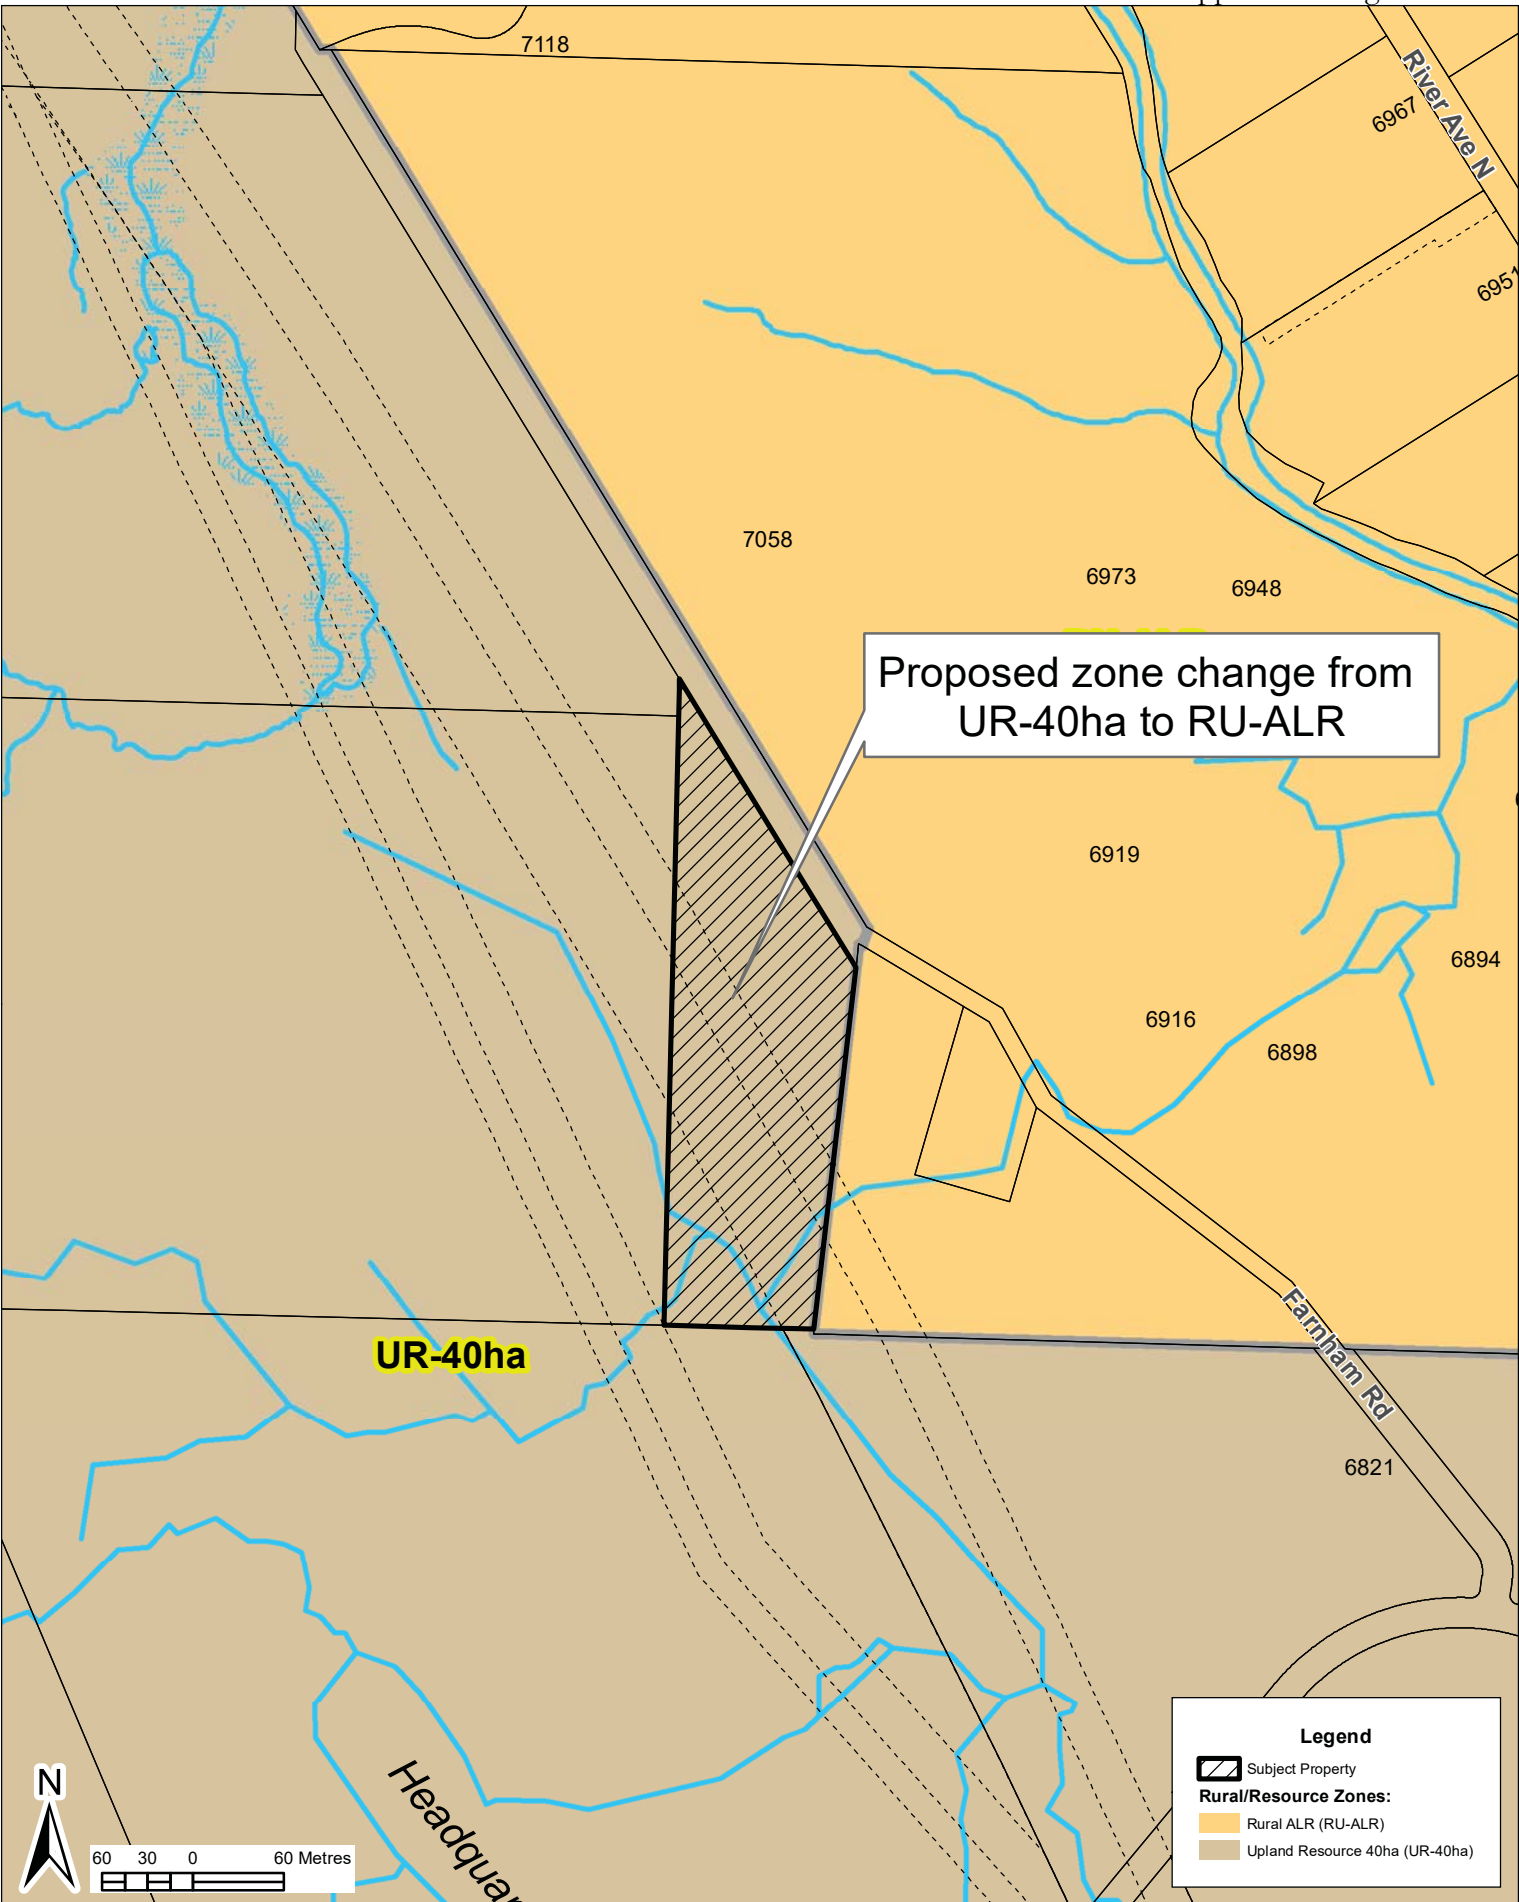 7118
River Ave N
6967
6951
7058
6973
6948
Proposed zone change from
UR-40ha to RU-ALR
6919
6894
6916
6898
UR-40ha
Farnham Rd
6821
Legend
Subject Property
Rural/Resource Zones:
Rural ALR (RU-ALR)
Upland Resource 40ha (UR-40ha)
N
60 30 0 60 Metres
Headquar